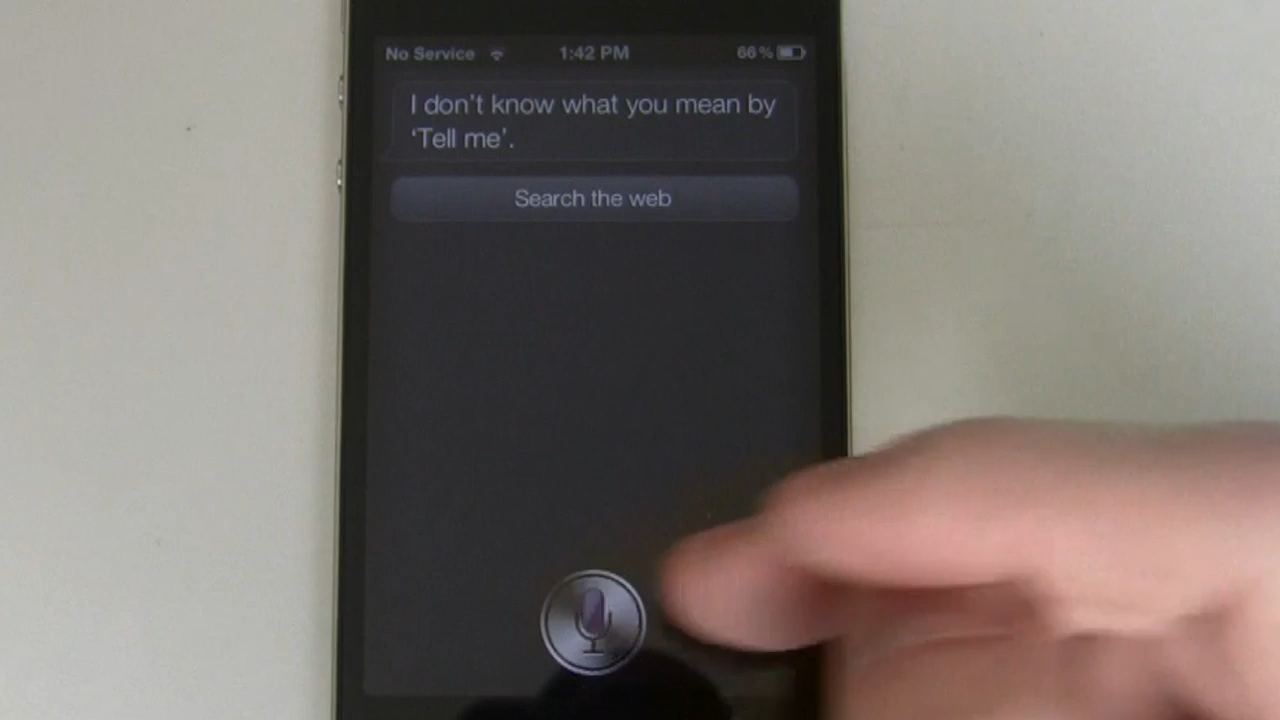 No Service 1:42 PM 66%
I don't know what you mean by
‘Tell me’.
Search the web